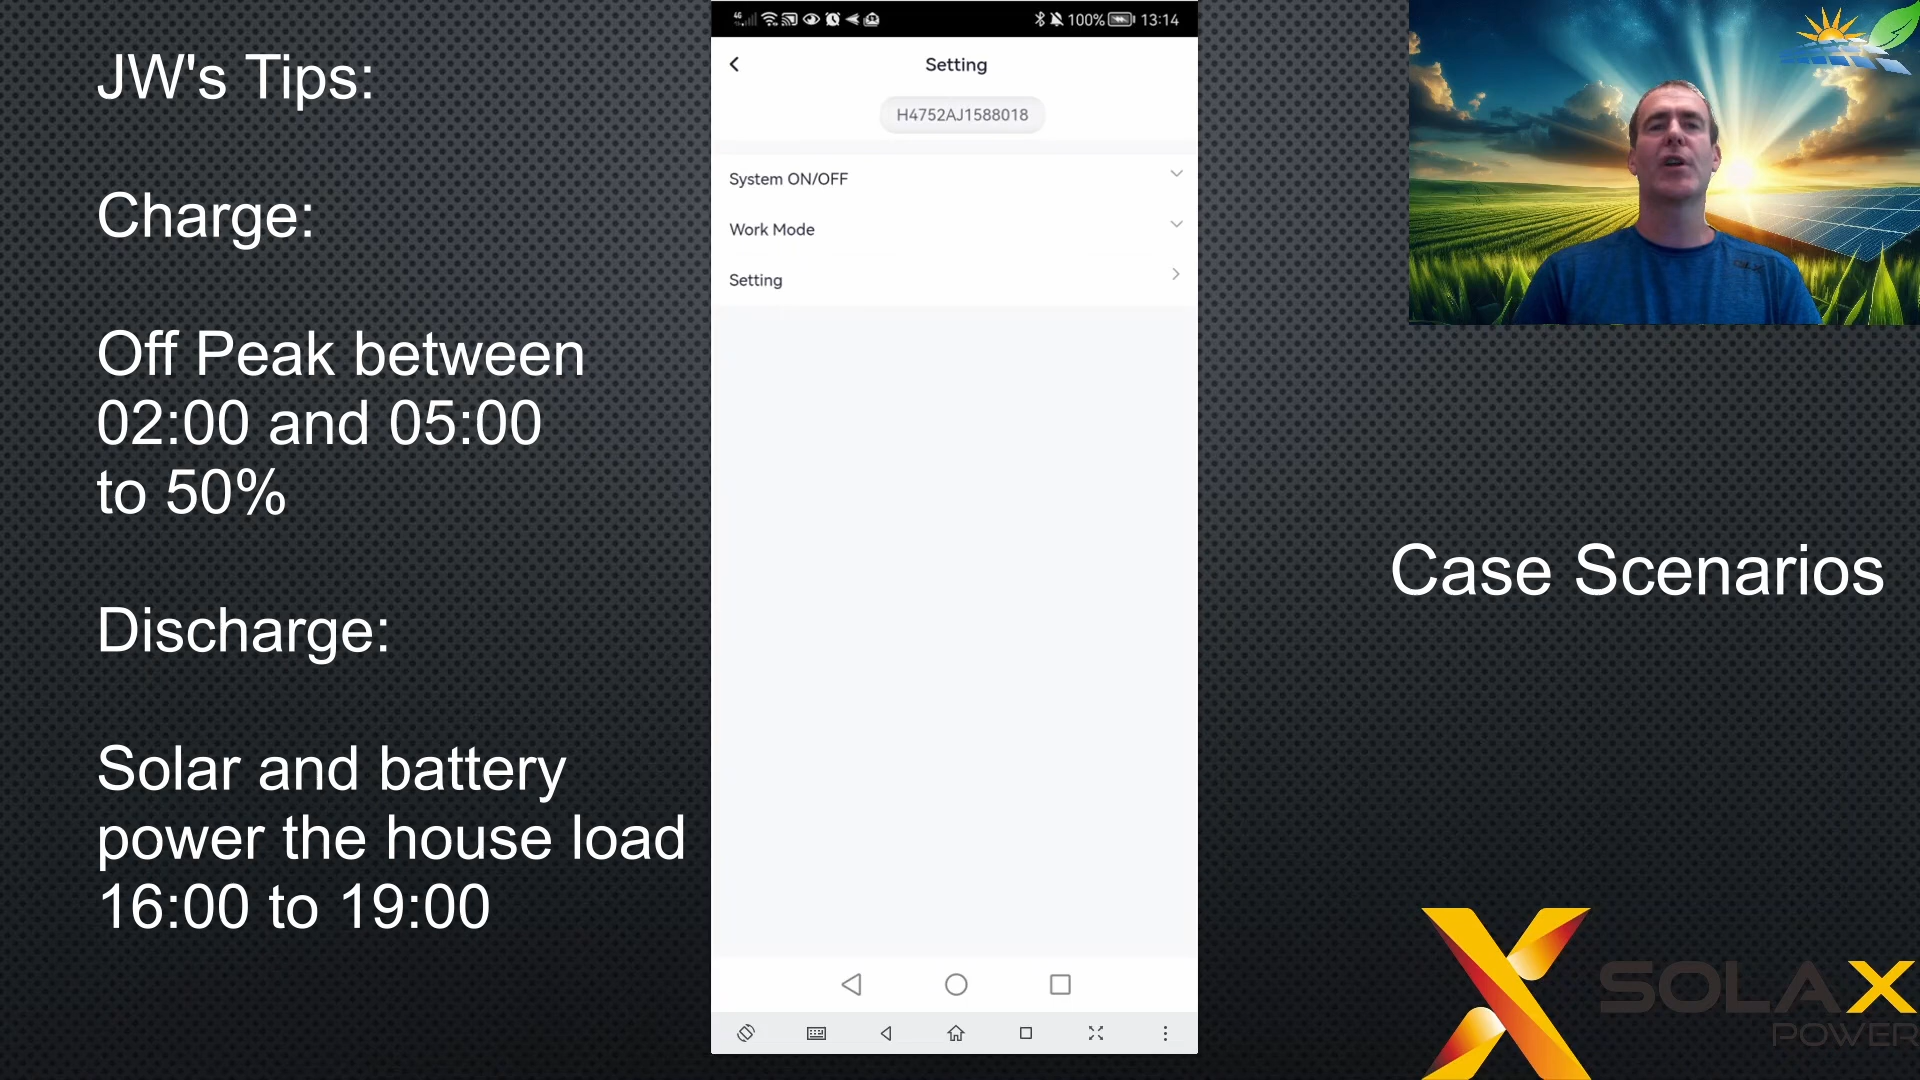 JW's Tips:
Charge:
Off Peak between
02:00 and 05:00
to 50%
Discharge:
Solar and battery
power the house load
16:00 to 19:00
4G
100%
13:14
Setting
H4752AJ1588018
System ON/OFF
Work Mode
Setting
Case Scenarios
SOLAX
POWER